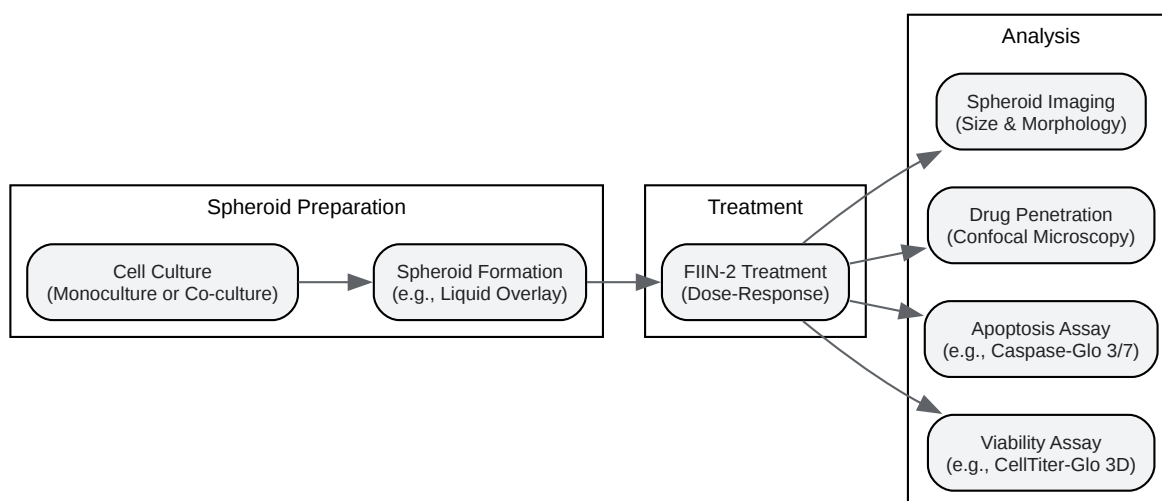 Spheroid Preparation
Cell Culture
(Monoculture or Co-culture)
Spheroid Formation
(e.g., Liquid Overlay)
Treatment
FIIN-2 Treatment
(Dose-Response)
Analysis
Spheroid Imaging
(Size & Morphology)
Drug Penetration
(Confocal Microscopy)
Apoptosis Assay
(e.g., Caspase-Glo 3/7)
Viability Assay
(e.g., CellTiter-Glo 3D)